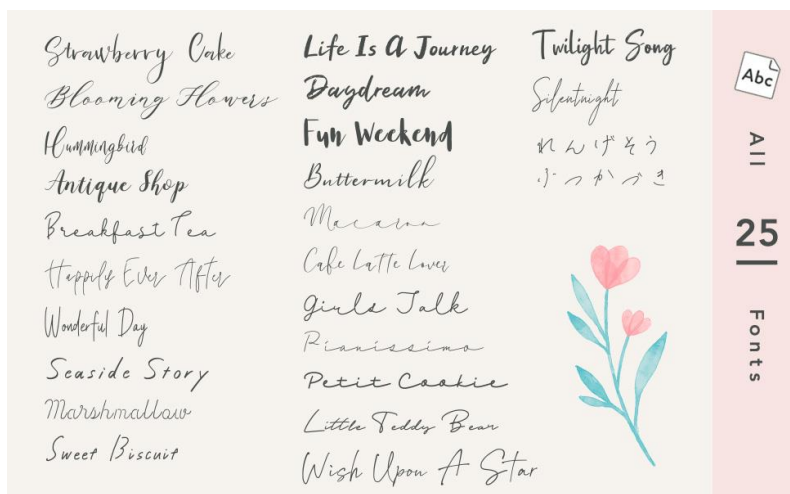 Strawberry Cake
Blooming Flowers
Hummingbird
Antique Shop
Breakfast Tea
Happily Ever After
Wonderful Day
Seaside Story
Marshmallow
Sweet Biscuit
Life Is A Journey
Daydream
Fun Weekend
Buttermilk
Macaron
Cafe Latte Lover
Girls Talk
Pianissimo
Petit Cookie
Little Teddy Bear
Wish Upon A Star
Twilight Song
Silentnight
れんげそう
ぶつかづき
Abc
All
25
Fonts